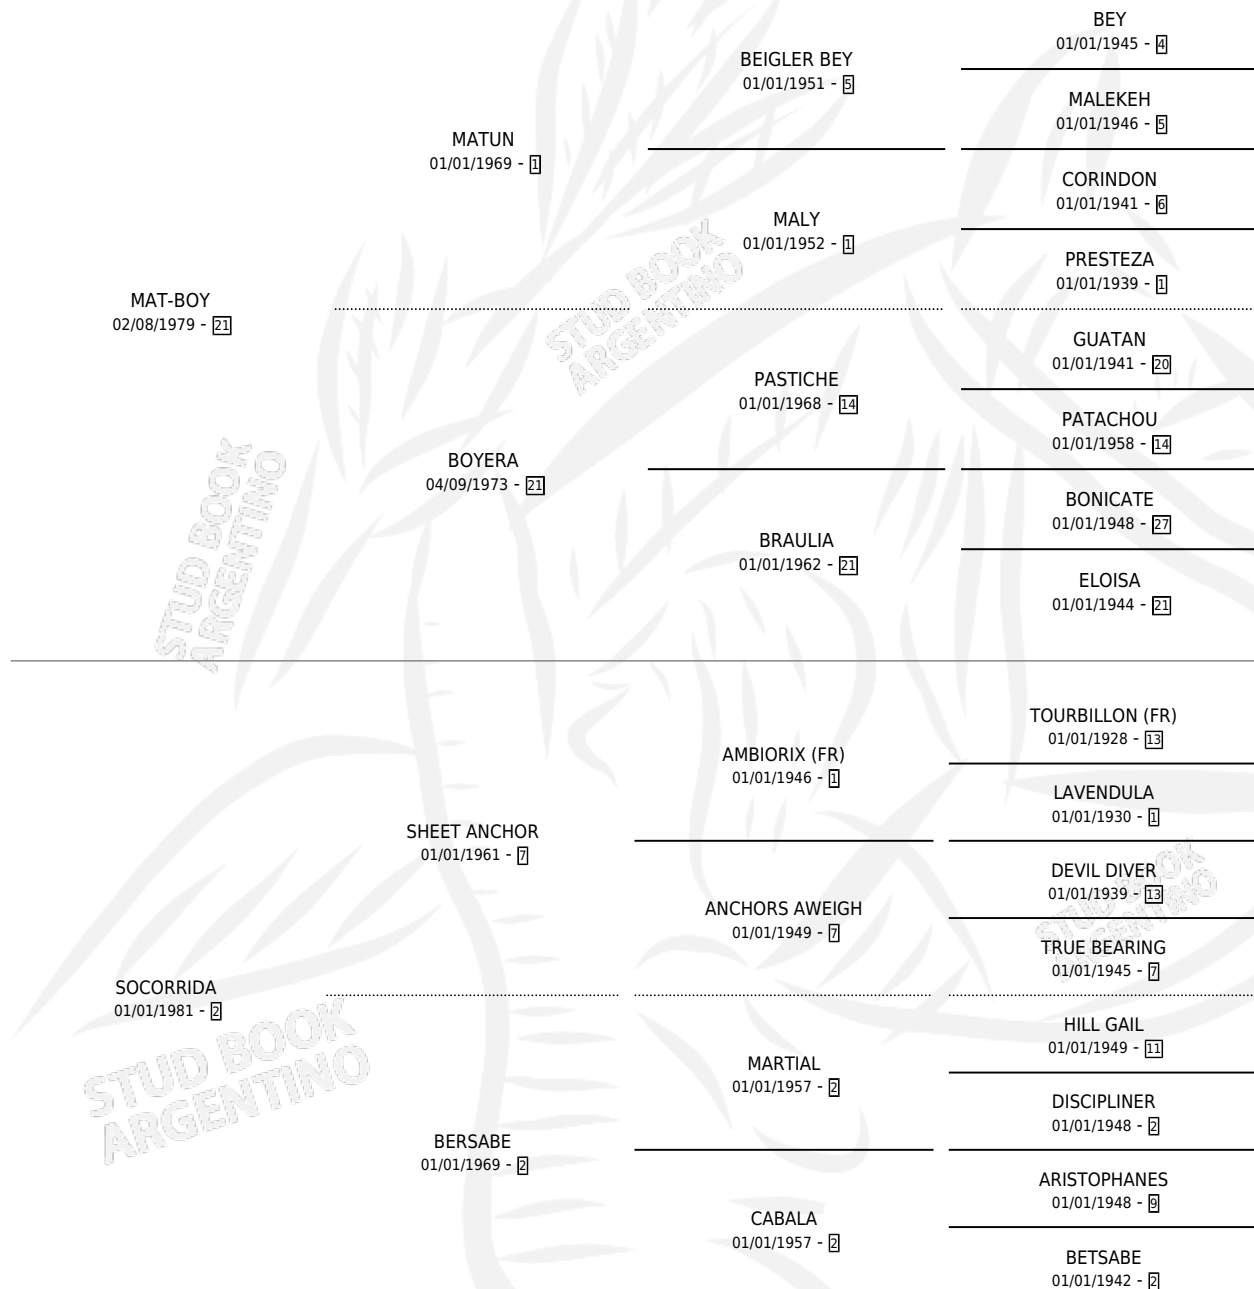 BEY
01/01/1945 - 4
BEIGLER BEY
01/01/1951 - 5
MALEKEH
01/01/1946 - 5
MATUN
01/01/1969 - 1
CORINDON
01/01/1941 - 6
MALY
01/01/1952 - 1
PRESTEZA
01/01/1939 - 1
MAT-BOY
02/08/1979 - 21
GUATAN
01/01/1941 - 20
PASTICHE
01/01/1968 - 14
PATACHOU
01/01/1958 - 14
BOYERA
04/09/1973 - 21
BONICATE
01/01/1948 - 27
BRAULIA
01/01/1962 - 21
ELOISA
01/01/1944 - 21
TOURBILLON (FR)
01/01/1928 - 13
AMBIORIX (FR)
01/01/1946 - 1
LAVENDULA
01/01/1930 - 1
SHEET ANCHOR
01/01/1961 - 7
DEVIL DIVER
01/01/1939 - 13
ANCHORS AWEIGH
01/01/1949 - 7
TRUE BEARING
01/01/1945 - 7
SOCORRIDA
01/01/1981 - 2
HILL GAIL
01/01/1949 - 11
MARTIAL
01/01/1957 - 2
DISCIPLINER
01/01/1948 - 2
BERSABE
01/01/1969 - 2
ARISTOPHANES
01/01/1948 - 9
CABALA
01/01/1957 - 2
BETSABE
01/01/1942 - 2
STUD BOOK
ARGENTINO
STUD BOOK
ARGENTINO
STUD BOOK
ARGENTINO
STUD BOOK
ARGENTINO